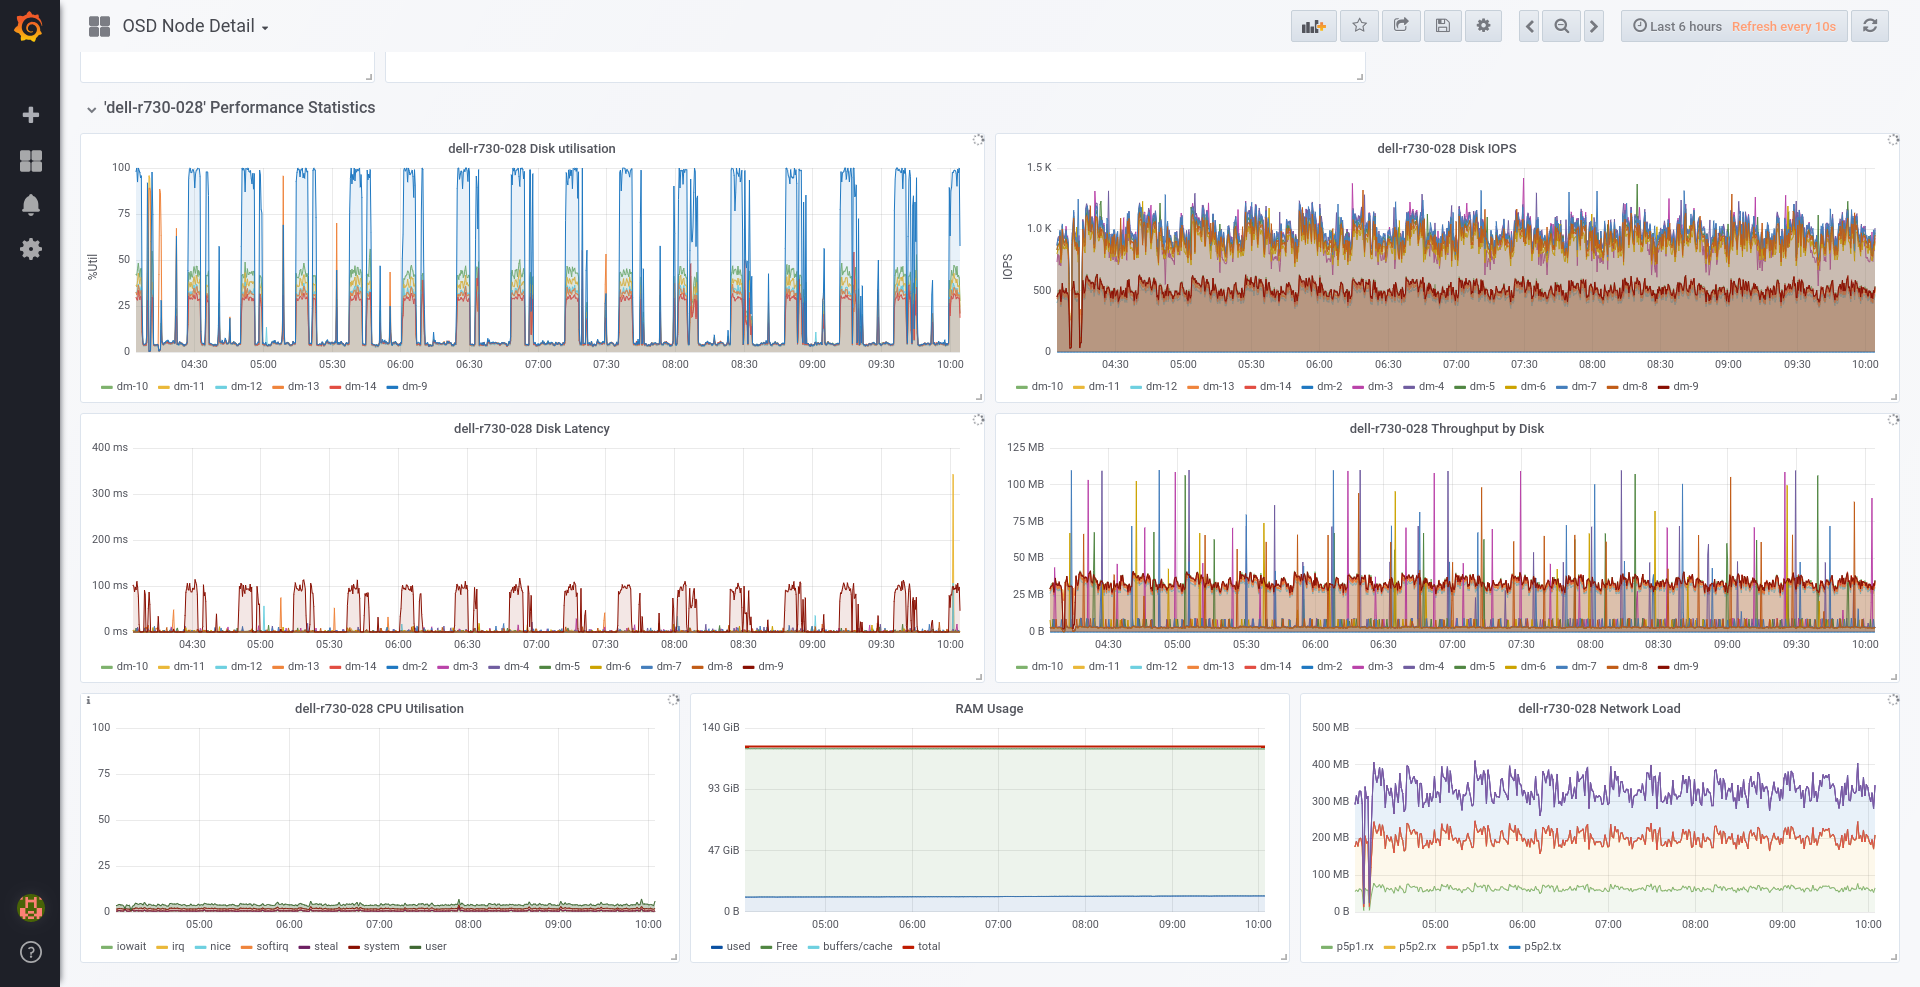 OSD Node Detail
Last 6 hours Refresh every 10s
'dell-r730-028' Performance Statistics
dell-r730-028 Disk utilisation
%Util
100
75
50
25
0
04:30 05:00 05:30 06:00 06:30 07:00 07:30 08:00 08:30 09:00 09:30 10:00
dm-10 dm-11 dm-12 dm-13 dm-14 dm-9
dell-r730-028 Disk IOPS
IOPS
1.5 K
1.0 K
500
0
04:30 05:00 05:30 06:00 06:30 07:00 07:30 08:00 08:30 09:00 09:30 10:00
dm-10 dm-11 dm-12 dm-13 dm-14 dm-2 dm-3 dm-4 dm-5 dm-6 dm-7 dm-8 dm-9
dell-r730-028 Disk Latency
400 ms
300 ms
200 ms
100 ms
0 ms
04:30 05:00 05:30 06:00 06:30 07:00 07:30 08:00 08:30 09:00 09:30 10:00
dm-10 dm-11 dm-12 dm-13 dm-14 dm-2 dm-3 dm-4 dm-5 dm-6 dm-7 dm-8 dm-9
dell-r730-028 Throughput by Disk
125 MB
100 MB
75 MB
50 MB
25 MB
0 B
04:30 05:00 05:30 06:00 06:30 07:00 07:30 08:00 08:30 09:00 09:30 10:00
dm-10 dm-11 dm-12 dm-13 dm-14 dm-2 dm-3 dm-4 dm-5 dm-6 dm-7 dm-8 dm-9
i
dell-r730-028 CPU Utilisation
100
75
50
25
0
05:00 06:00 07:00 08:00 09:00 10:00
iowait irq nice softirq steal system user
RAM Usage
140 GiB
93 GiB
47 GiB
0 B
05:00 06:00 07:00 08:00 09:00 10:00
used Free buffers/cache total
dell-r730-028 Network Load
500 MB
400 MB
300 MB
200 MB
100 MB
0 B
05:00 06:00 07:00 08:00 09:00 10:00
p5p1.rx p5p2.rx p5p1.tx p5p2.tx
?